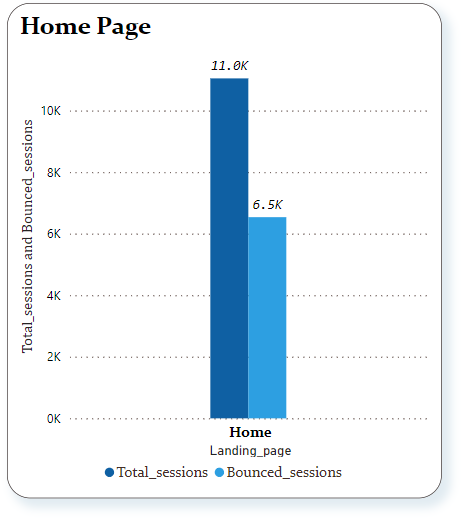 Home Page
Total_sessions and Bounced_sessions
11.0K
6.5K
10K
8K
6K
4K
2K
0K
Home
Landing_page
Total_sessions Bounced_sessions